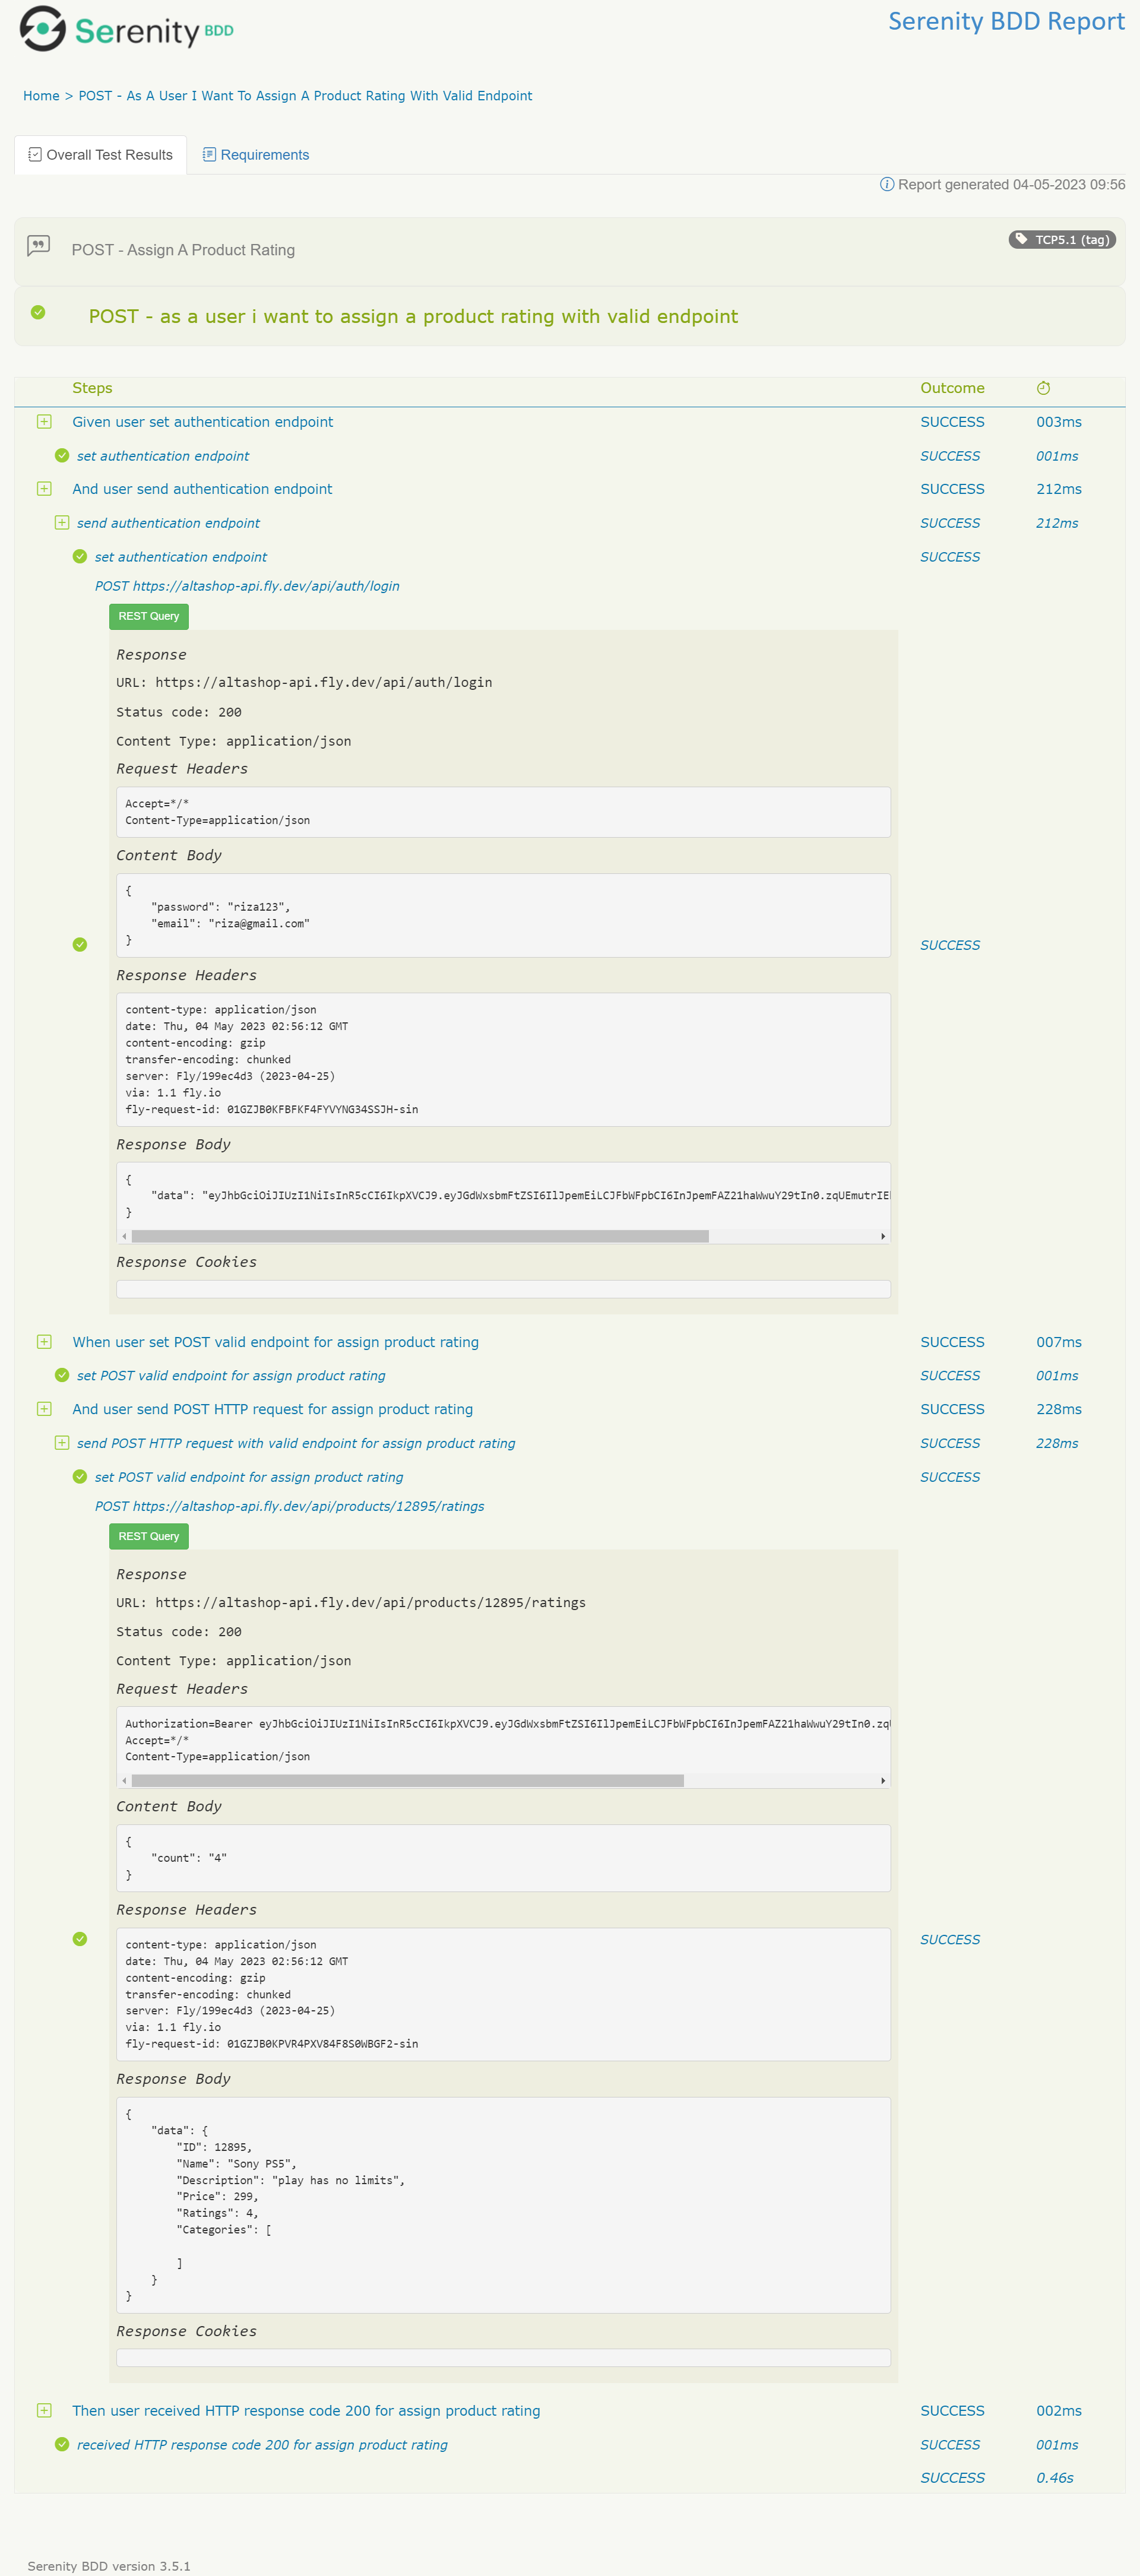 Serenity BDD
Serenity BDD Report
Home > POST - As A User I Want To Assign A Product Rating With Valid Endpoint
Overall Test Results
Requirements
Report generated 04-05-2023 09:56
POST - Assign A Product Rating
TCP5.1 (tag)
POST - as a user i want to assign a product rating with valid endpoint
Steps Outcome
Given user set authentication endpoint SUCCESS 003ms
set authentication endpoint SUCCESS 001ms
And user send authentication endpoint SUCCESS 212ms
send authentication endpoint SUCCESS 212ms
set authentication endpoint SUCCESS
POST https://altashop-api.fly.dev/api/auth/login
REST Query
Response
URL: https://altashop-api.fly.dev/api/auth/login
Status code: 200
Content Type: application/json
Request Headers
Accept=*/*
Content-Type=application/json
Content Body
{
"password": "riza123",
"email": "riza@gmail.com"
}
SUCCESS
Response Headers
content-type: application/json
date: Thu, 04 May 2023 02:56:12 GMT
content-encoding: gzip
transfer-encoding: chunked
server: Fly/199ec4d3 (2023-04-25)
via: 1.1 fly.io
fly-request-id: 01GZJB0KFBFKF4FYVYNG34SSJH-sin
Response Body
{
"data": "eyJhbGciOiJIUzI1NiIsInR5cCI6IkpXVCJ9.eyJGdWxsbmFtZSI6IlJpemEiLCJFbWFpbCI6InJpemFAZ21haWwuY29tIn0.zqUEmutrIE
}
Response Cookies
When user set POST valid endpoint for assign product rating SUCCESS 007ms
set POST valid endpoint for assign product rating SUCCESS 001ms
And user send POST HTTP request for assign product rating SUCCESS 228ms
send POST HTTP request with valid endpoint for assign product rating SUCCESS 228ms
set POST valid endpoint for assign product rating SUCCESS
POST https://altashop-api.fly.dev/api/products/12895/ratings
REST Query
Response
URL: https://altashop-api.fly.dev/api/products/12895/ratings
Status code: 200
Content Type: application/json
Request Headers
Authorization=Bearer eyJhbGciOiJIUzI1NiIsInR5cCI6IkpXVCJ9.eyJGdWxsbmFtZSI6IlJpemEiLCJFbWFpbCI6InJpemFAZ21haWwuY29tIn0.zqU
Accept=*/*
Content-Type=application/json
Content Body
{
"count": "4"
}
Response Headers
SUCCESS
content-type: application/json
date: Thu, 04 May 2023 02:56:12 GMT
content-encoding: gzip
transfer-encoding: chunked
server: Fly/199ec4d3 (2023-04-25)
via: 1.1 fly.io
fly-request-id: 01GZJB0KPVR4PXV84F8S0WBGF2-sin
Response Body
{
"data": {
"ID": 12895,
"Name": "Sony PS5",
"Description": "play has no limits",
"Price": 299,
"Ratings": 4,
"Categories": [
]
}
}
Response Cookies
Then user received HTTP response code 200 for assign product rating SUCCESS 002ms
received HTTP response code 200 for assign product rating SUCCESS 001ms
SUCCESS 0.46s
Serenity BDD version 3.5.1